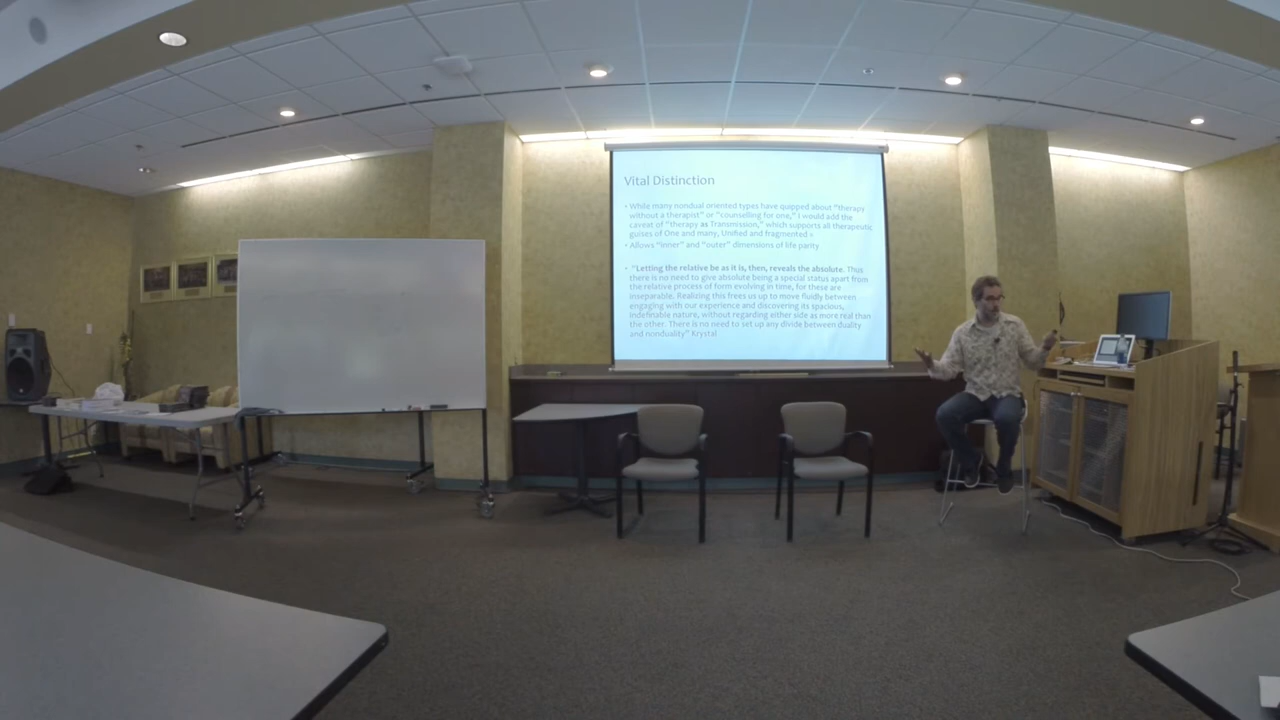 Vital Distinction
• While many nondual oriented types have quipped about "therapy
without a therapist" or "counselling for one," I would add the
caveat of "therapy as Transmission," which supports all therapeutic
guises of One and many, Unified and fragmented
• Allows "inner" and "outer" dimensions of life parity
• "Letting the relative be as it is, then, reveals the absolute. Thus
there is no need to give absolute being a special status apart from
the relative process of form evolving in time, for these are
inseparable. Realizing this frees us up to move fluidly between
engaging with our experience and discovering its spacious,
indefinable nature, without regarding either side as more real than
the other. There is no need to set up any divide between duality
and nonduality" Krystal